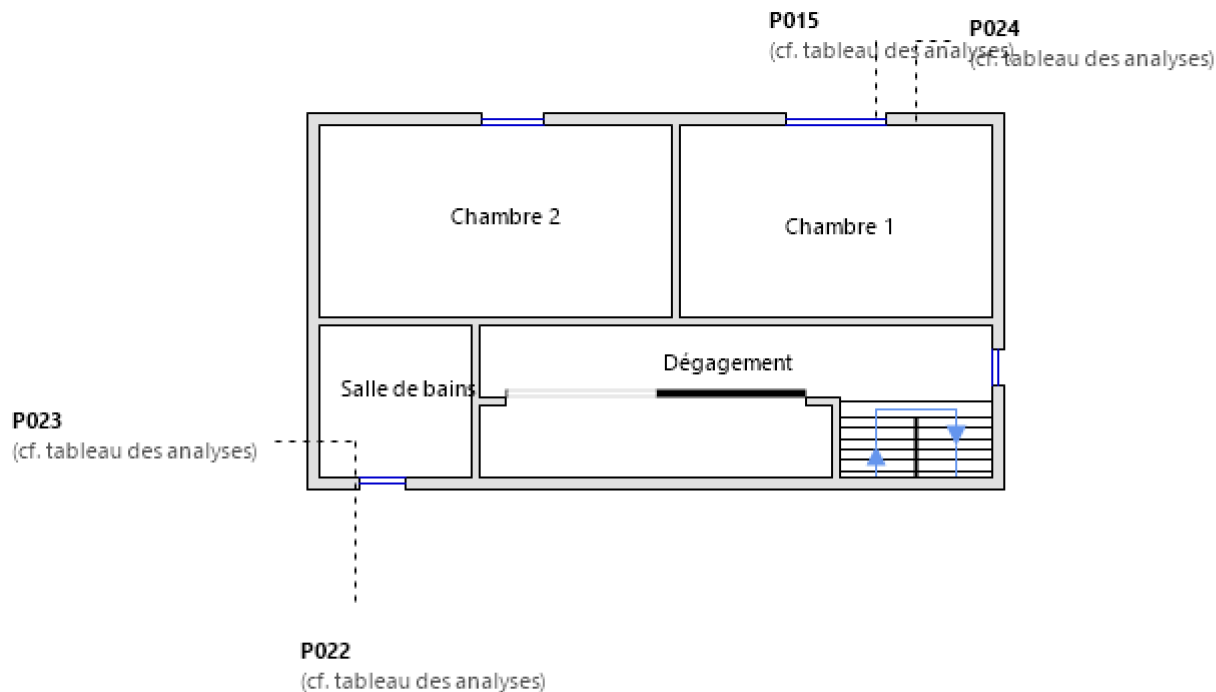 P015
(cf. tableau des analyses)
P024
(cf. tableau des analyses)
Chambre 2
Chambre 1
Dégagement
Salle de bains
P023
(cf. tableau des analyses)
P022
(cf. tableau des analyses)